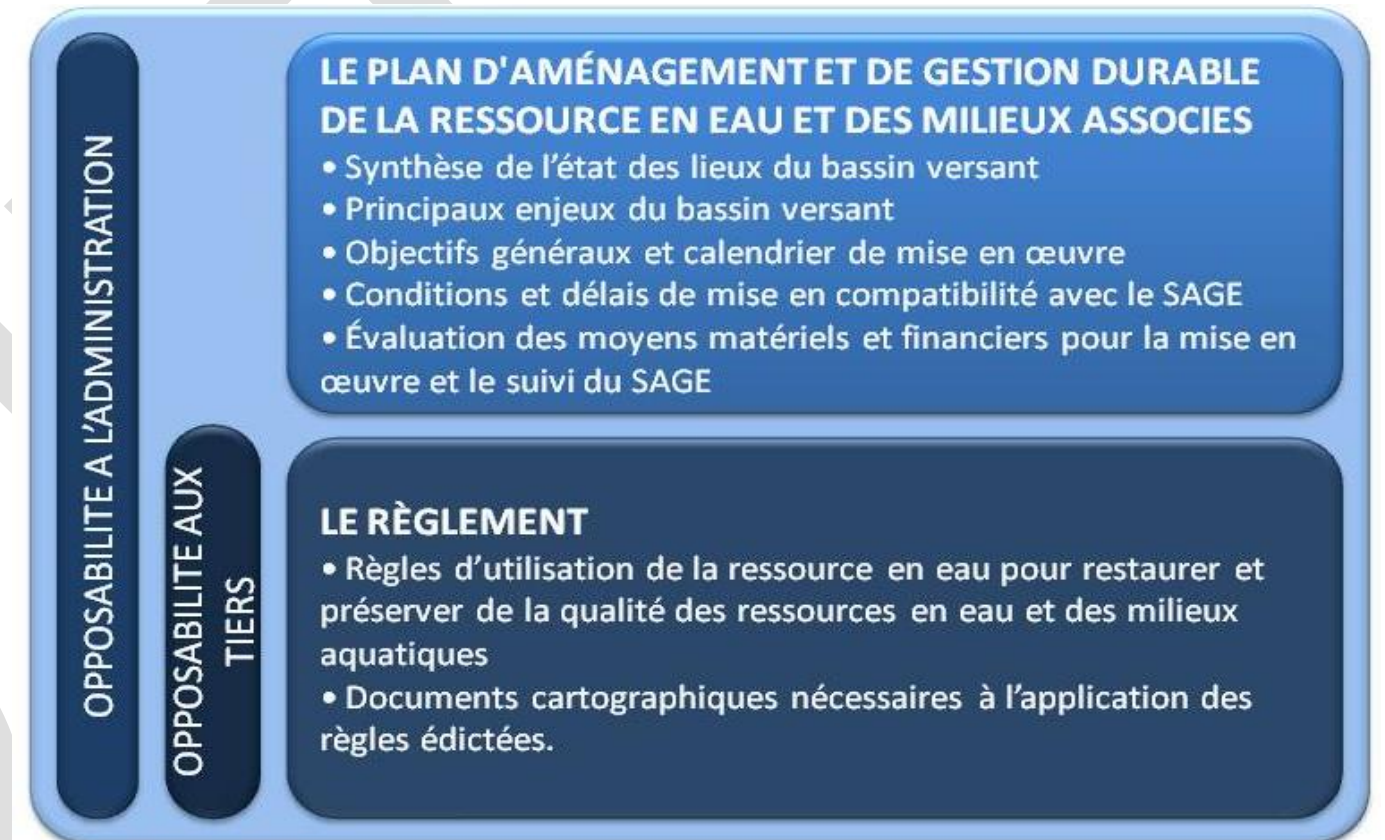 OPPOSABILITE A L'ADMINISTRATION
OPPOSABILITE AUX
TIERS
LE PLAN D'AMÉNAGEMENT ET DE GESTION DURABLE
DE LA RESSOURCE EN EAU ET DES MILIEUX ASSOCIES
• Synthèse de l'état des lieux du bassin versant
• Principaux enjeux du bassin versant
• Objectifs généraux et calendrier de mise en œuvre
• Conditions et délais de mise en compatibilité avec le SAGE
• Évaluation des moyens matériels et financiers pour la mise en
œuvre et le suivi du SAGE
LE RÈGLEMENT
• Règles d'utilisation de la ressource en eau pour restaurer et
préserver de la qualité des ressources en eau et des milieux
aquatiques
• Documents cartographiques nécessaires à l'application des
règles édictées.